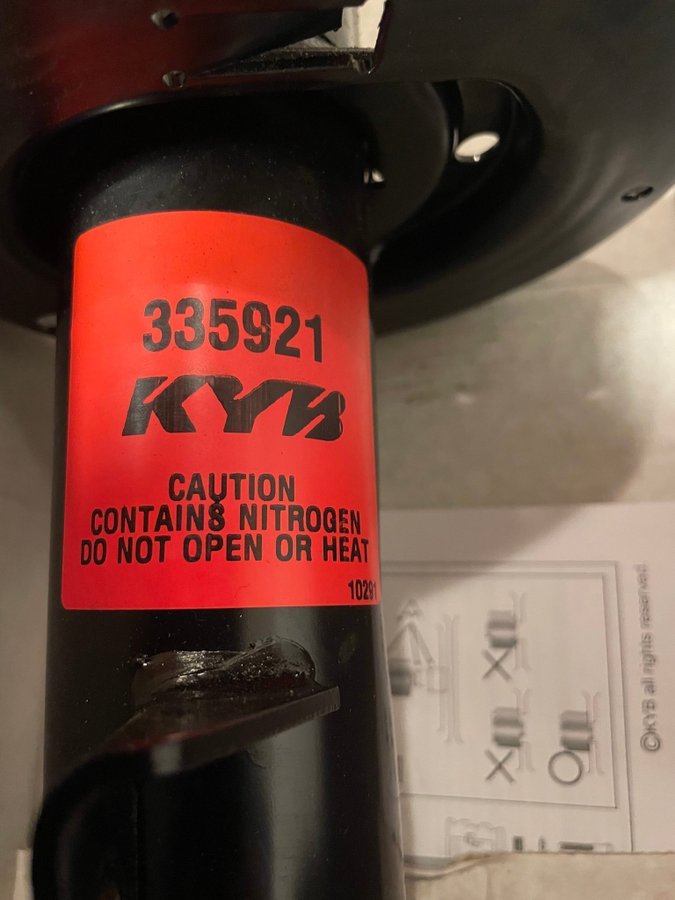 335921
KYB
CAUTION
CONTAINS NITROGEN
DO NOT OPEN OR HEAT
10291
©KYB all rights reserved